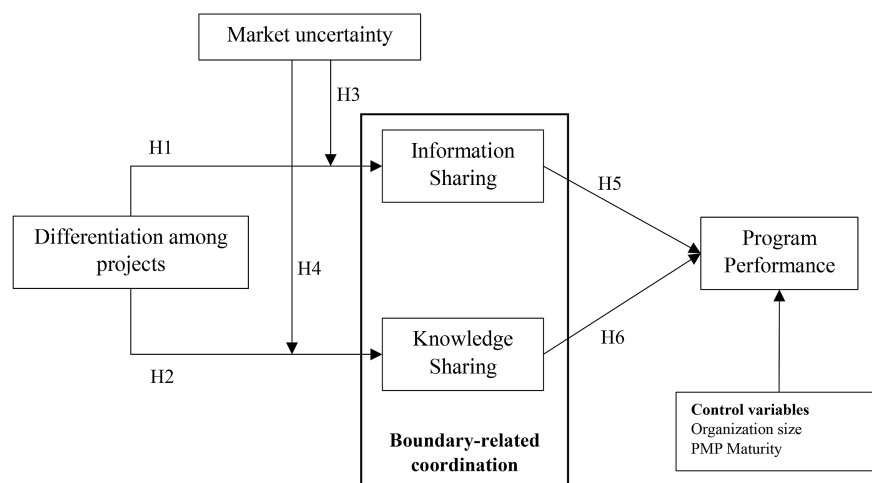 Market uncertainty
H3
H1
Information
Sharing
H5
Differentiation among
projects
H4
Program
Performance
H2
Knowledge
Sharing
H6
Control variables
Organization size
PMP Maturity
Boundary-related
coordination